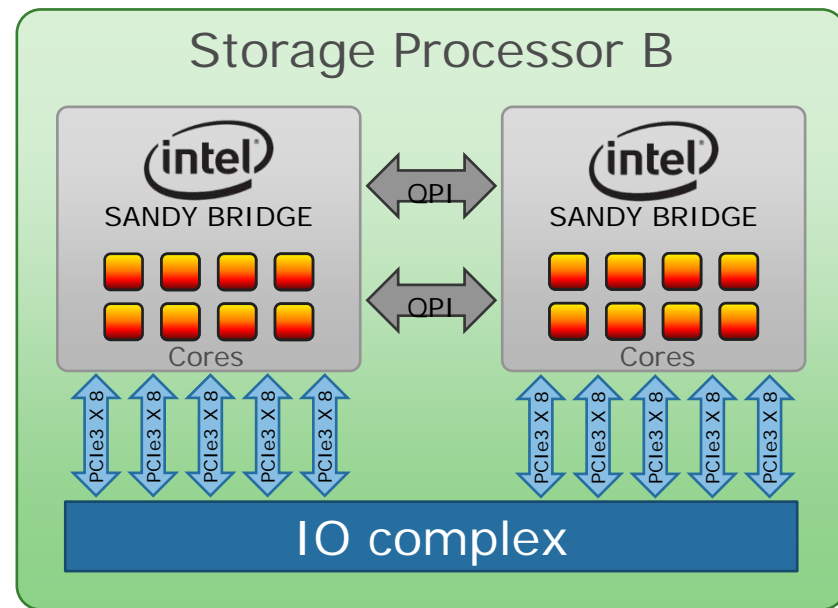 Storage Processor B
intel®
SANDY BRIDGE
Cores
QPI
QPI
intel®
SANDY BRIDGE
Cores
PCIe3 X 8
PCIe3 X 8
PCIe3 X 8
PCIe3 X 8
PCIe3 X 8
PCIe3 X 8
PCIe3 X 8
PCIe3 X 8
PCIe3 X 8
PCIe3 X 8
IO complex